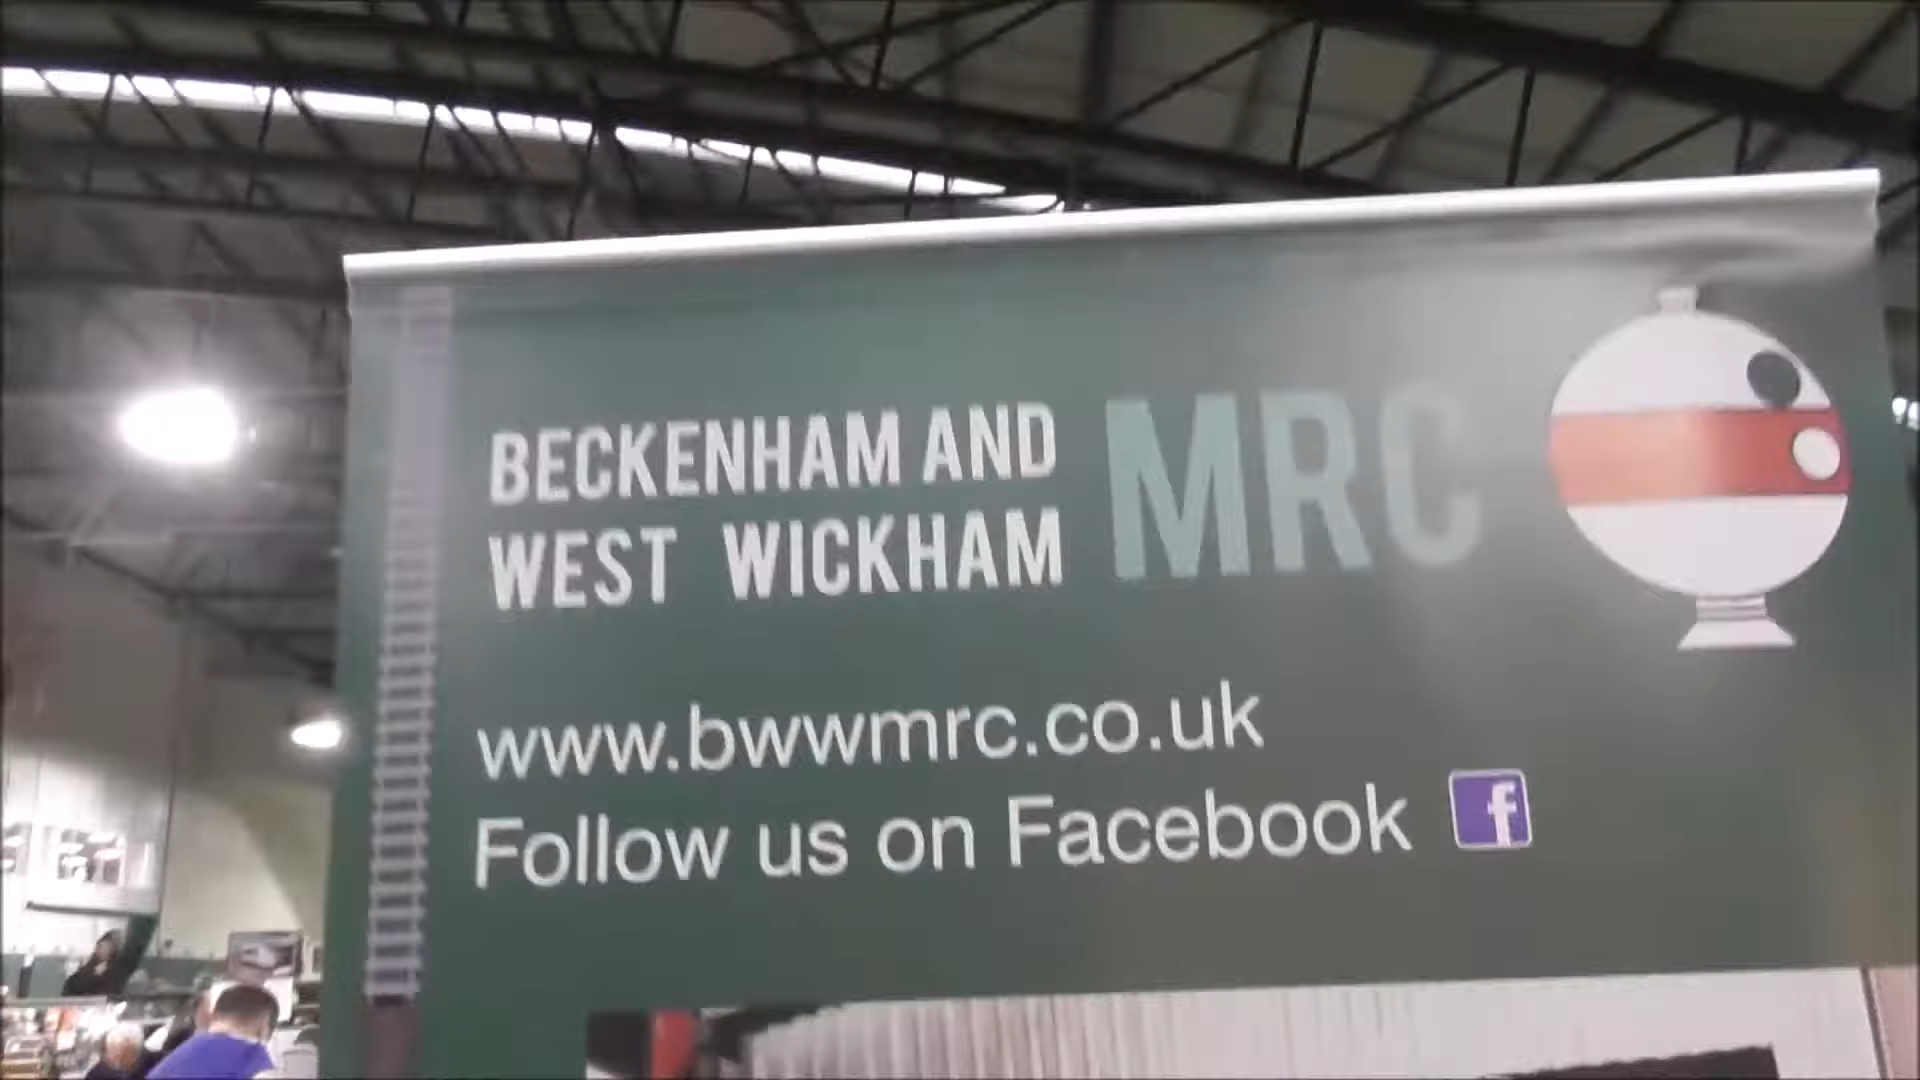 BECKENHAM AND
WEST WICKHAM
MRC
www.bwwmrc.co.uk
Follow us on Facebook f